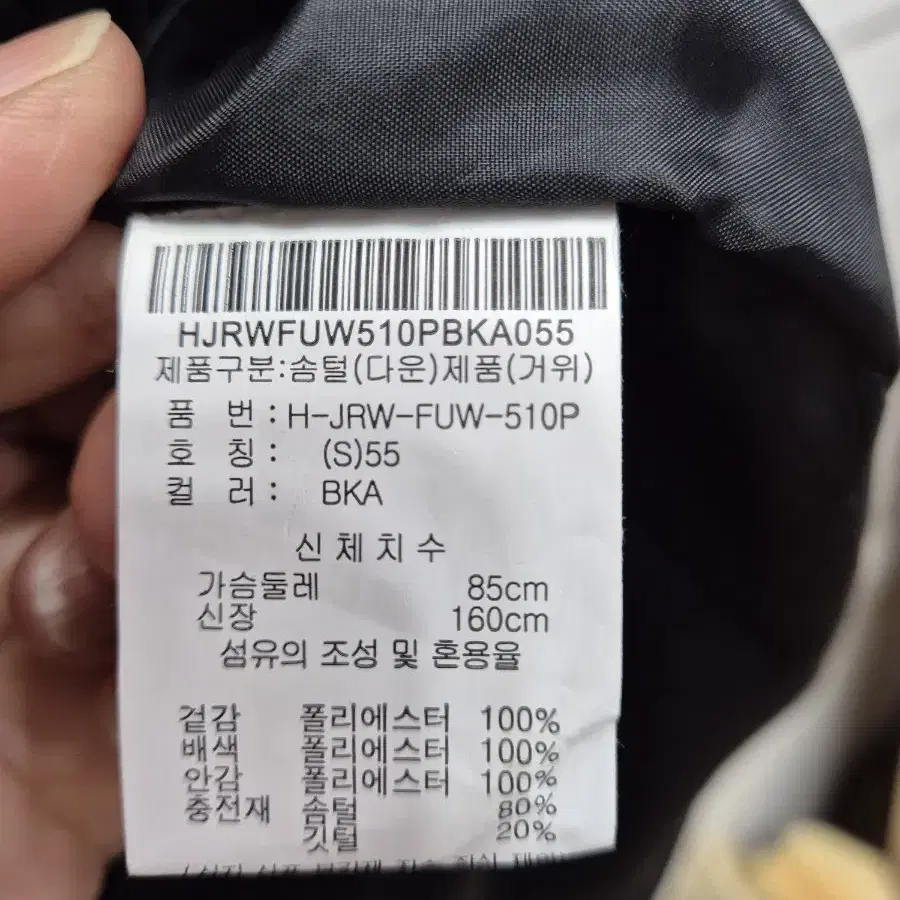 HJRWFUW510PBKA055
제품구분:솜털(다운)제품(거위)
품 번: H-JRW-FUW-510P
호 칭: (S)55
컬 러: BKA
신체치수
가슴둘레 85cm
신장 160cm
섬유의 조성 및 혼용율
겉감 폴리에스터 100%
배색 폴리에스터 100%
안감 폴리에스터 100%
충전재 솜털 80%
깃털 20%